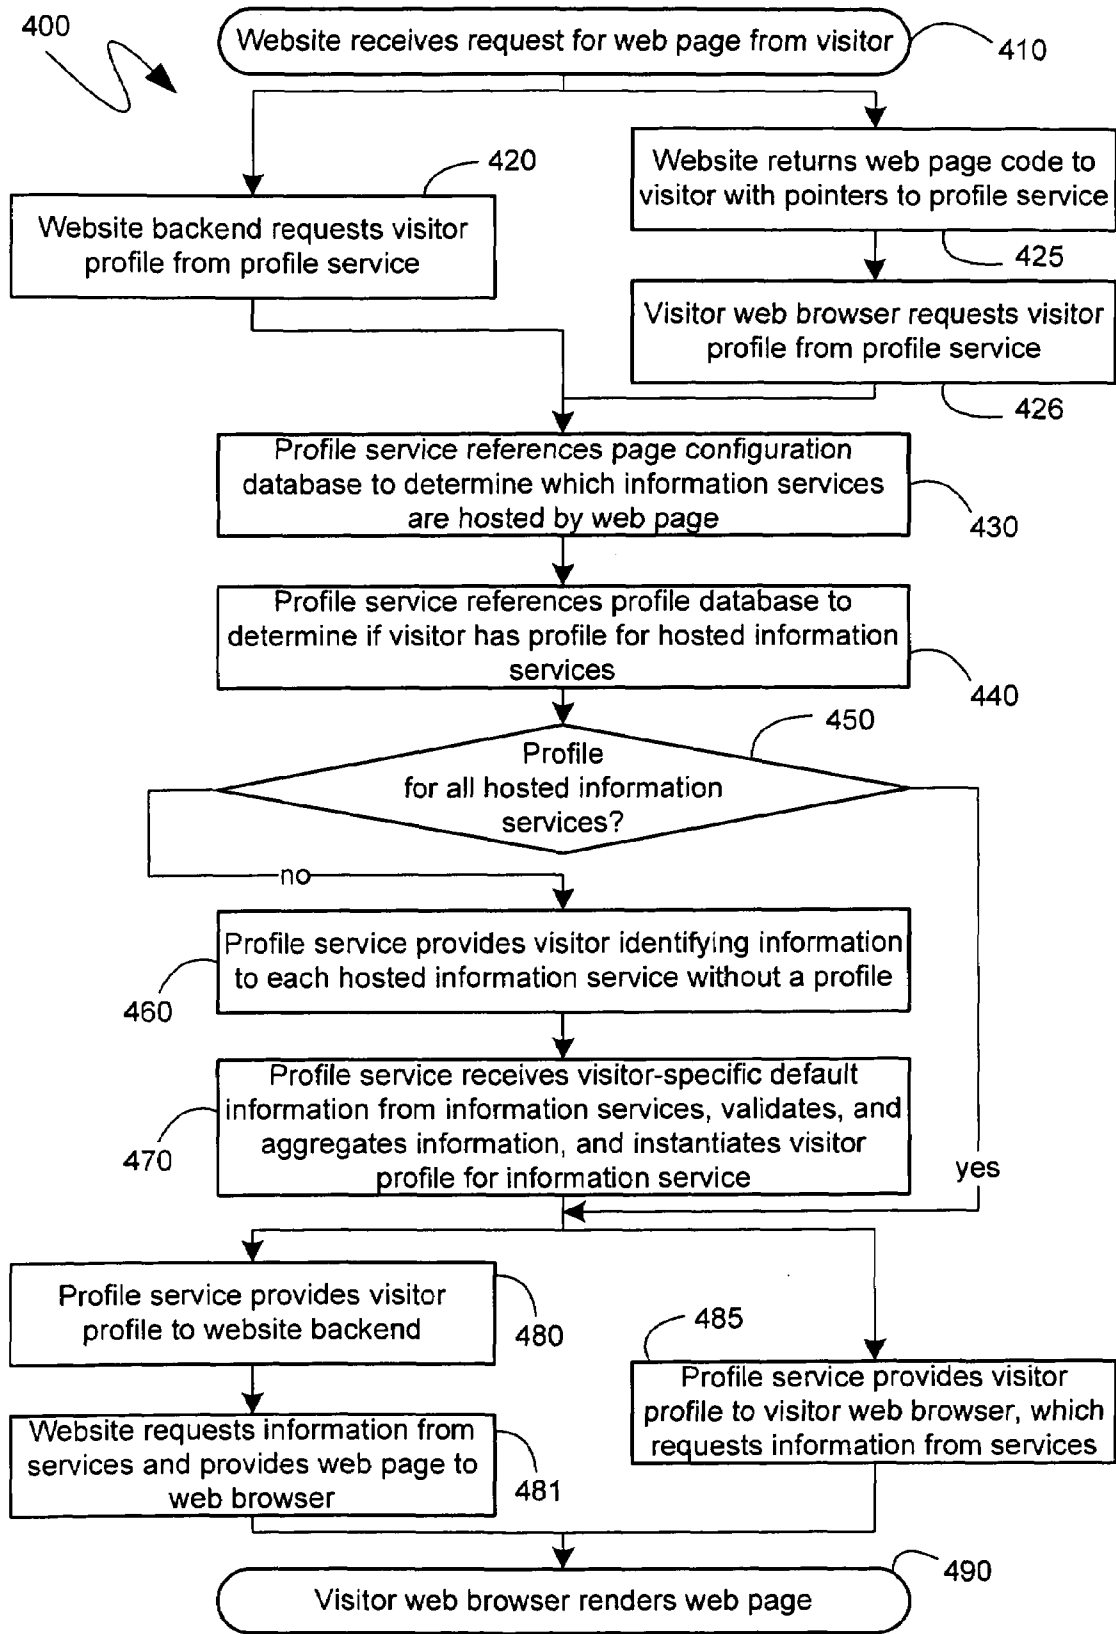 400
Website receives request for web page from visitor
410
420
Website returns web page code to
visitor with pointers to profile service
425
Website backend requests visitor
profile from profile service
Visitor web browser requests visitor
profile from profile service
426
Profile service references page configuration
database to determine which information services
are hosted by web page
430
Profile service references profile database to
determine if visitor has profile for hosted information
services
440
450
Profile
for all hosted information
services?
no
Profile service provides visitor identifying information
to each hosted information service without a profile
460
Profile service receives visitor-specific default
information from information services, validates, and
aggregates information, and instantiates visitor
profile for information service
470
yes
Profile service provides visitor
profile to website backend
480
485
Profile service provides visitor
profile to visitor web browser, which
requests information from services
Website requests information from
services and provides web page to
web browser
481
490
Visitor web browser renders web page